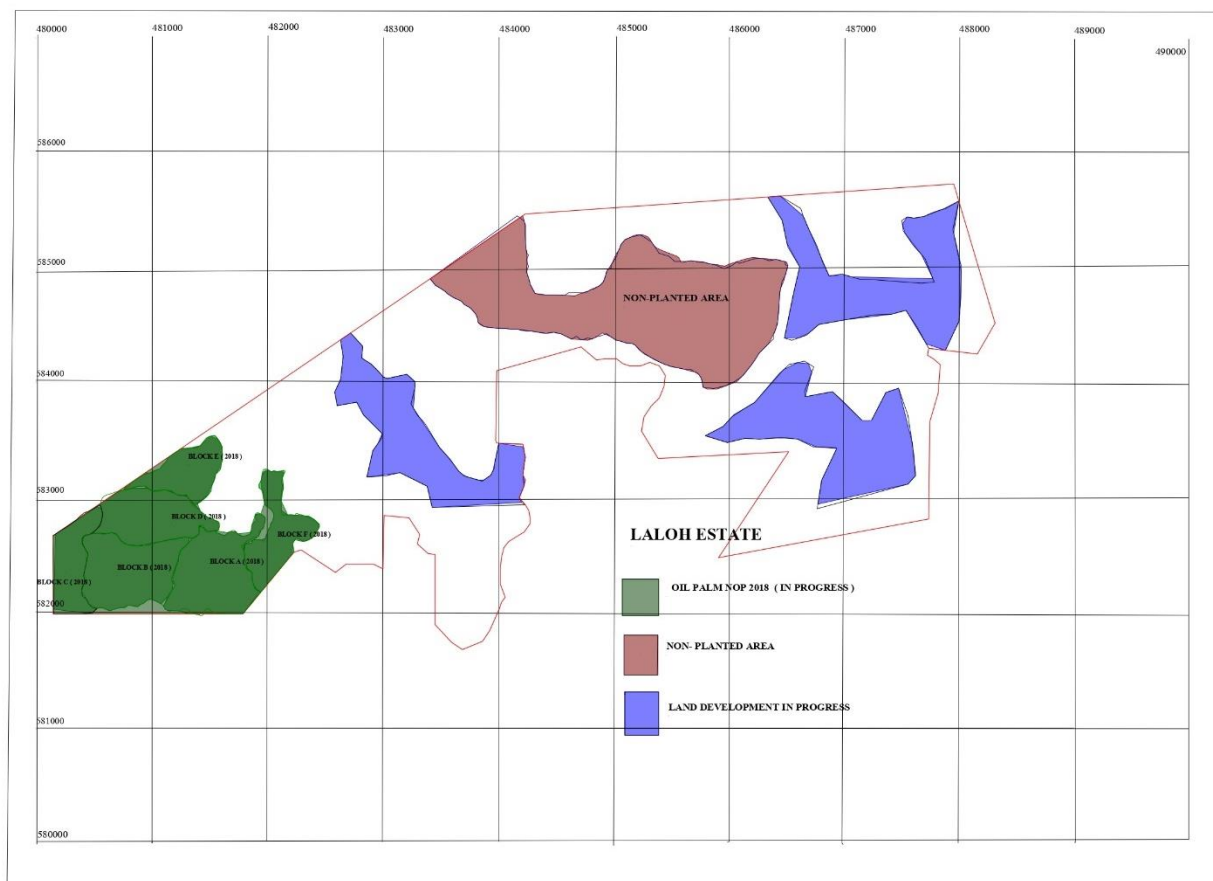 480000
481000
482000
483000
484000
485000
486000
487000
488000
489000
490000
586000
585000
NON-PLANTED AREA
584000
BLOCK E ( 2018)
583000
BLOCK D ( 2018)
BLOCK F ( 2018)
LALOH ESTATE
BLOCK A ( 2018)
BLOCK B ( 2018)
BLOCK C ( 2018)
OIL PALM NOP 2018 ( IN PROGRESS )
582000
NON- PLANTED AREA
LAND DEVELOPMENT IN PROGRESS
581000
580000